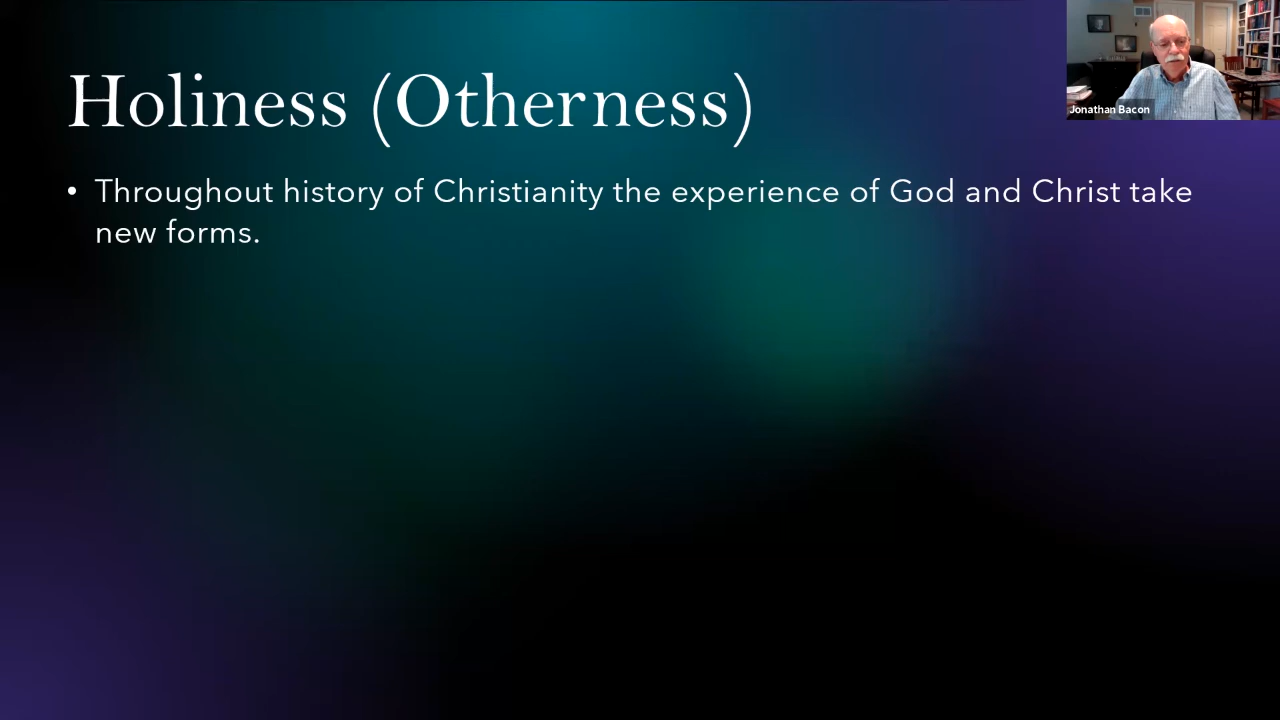 Holiness (Otherness)
Jonathan Bacon
• Throughout history of Christianity the experience of God and Christ take
new forms.